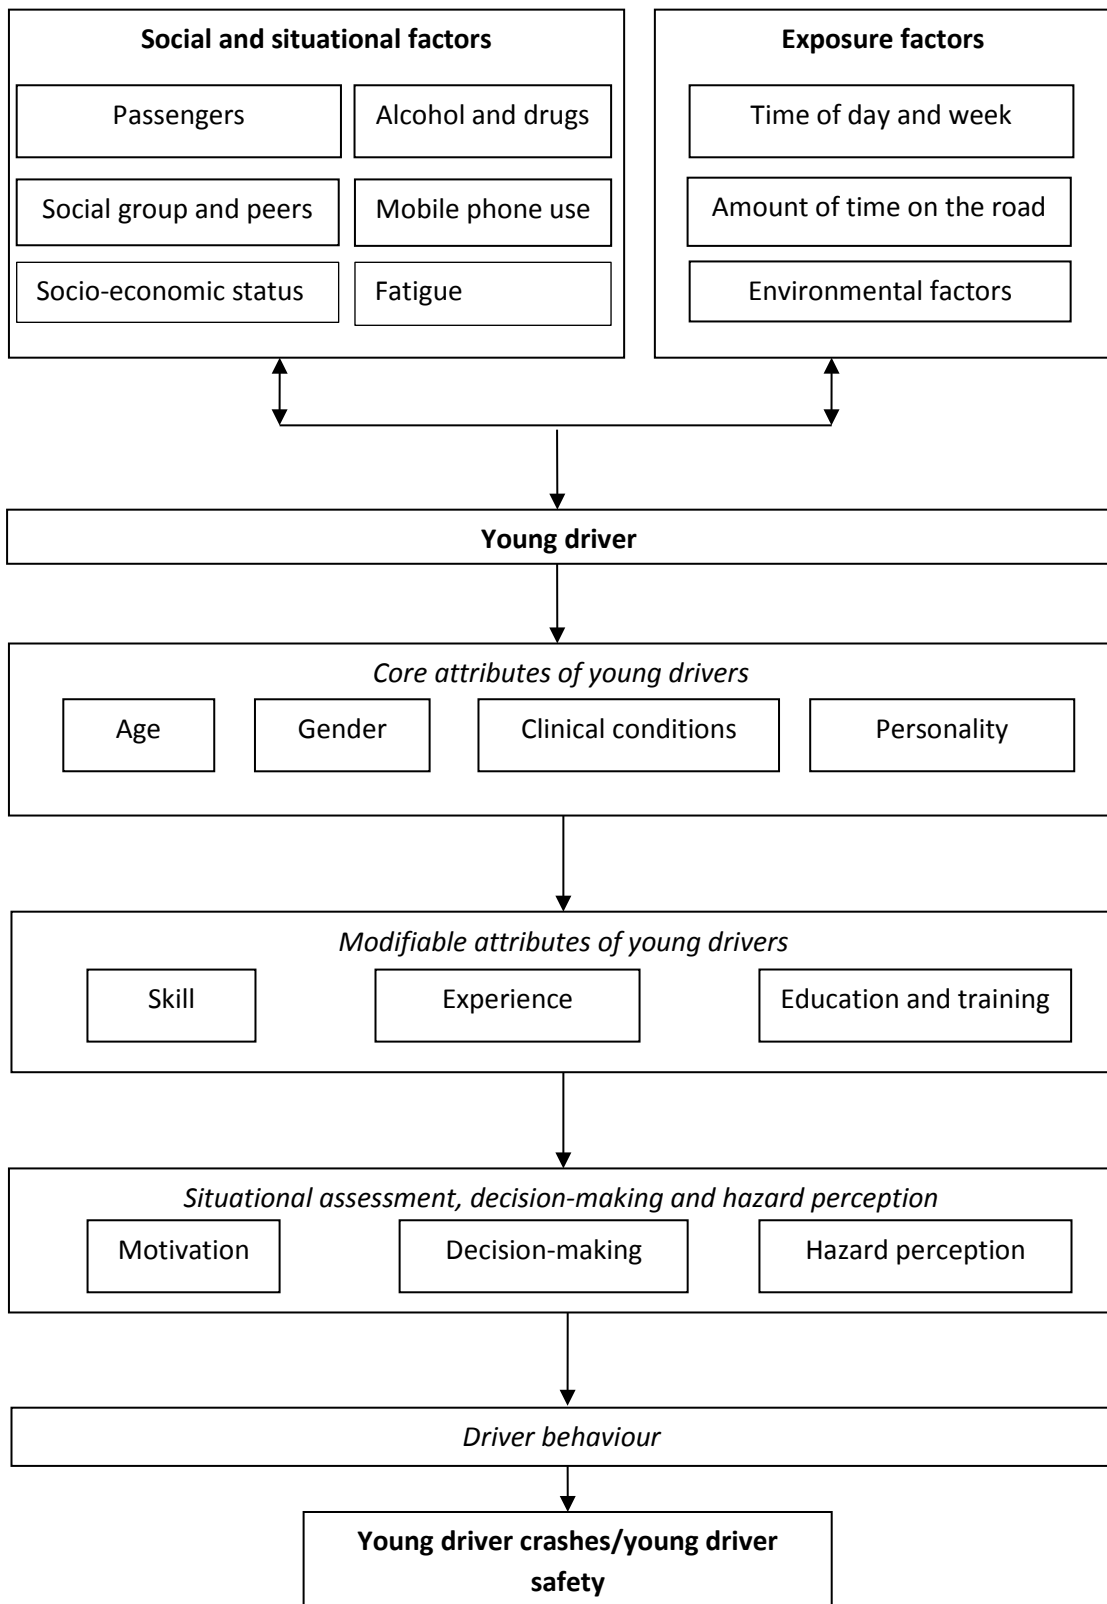 Social and situational factors
Passengers
Alcohol and drugs
Social group and peers
Mobile phone use
Socio-economic status
Fatigue
Exposure factors
Time of day and week
Amount of time on the road
Environmental factors
Young driver
Core attributes of young drivers
Age
Gender
Clinical conditions
Personality
Modifiable attributes of young drivers
Skill
Experience
Education and training
Situational assessment, decision-making and hazard perception
Motivation
Decision-making
Hazard perception
Driver behaviour
Young driver crashes/young driver
safety